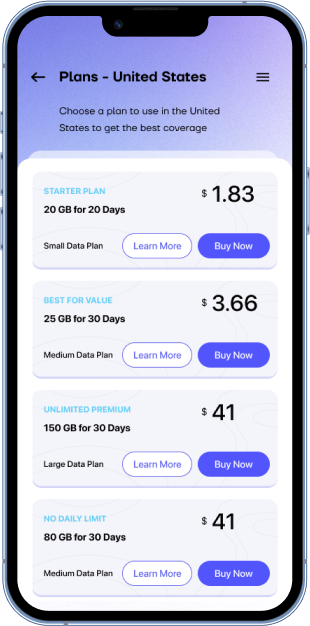 Plans - United States
Choose a plan to use in the United
States to get the best coverage
STARTER PLAN
$ 1.83
20 GB for 20 Days
Small Data Plan
Learn More
Buy Now
BEST FOR VALUE
$ 3.66
25 GB for 30 Days
Medium Data Plan
Learn More
Buy Now
UNLIMITED PREMIUM
$ 41
150 GB for 30 Days
Large Data Plan
Learn More
Buy Now
NO DAILY LIMIT
$ 41
80 GB for 30 Days
Medium Data Plan
Learn More
Buy Now